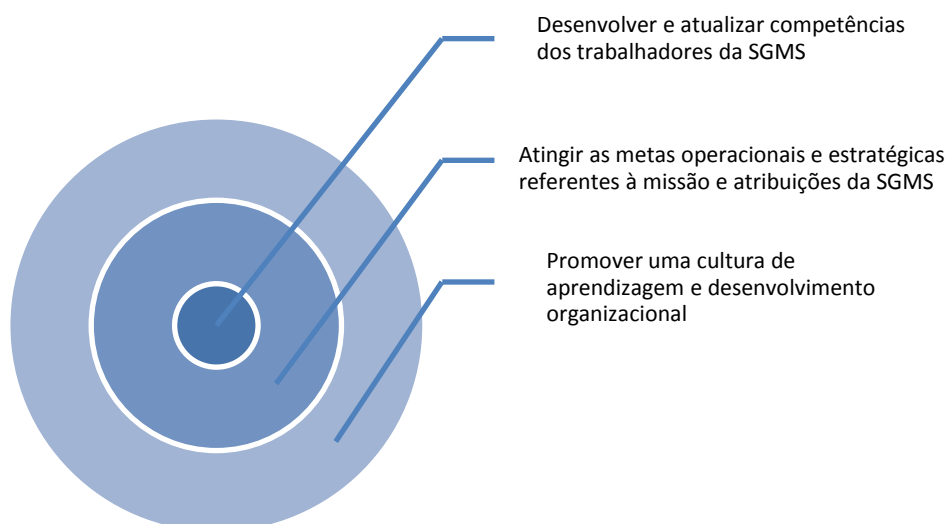 Desenvolver e atualizar competências
dos trabalhadores da SGMS
Atingir as metas operacionais e estratégicas
referentes à missão e atribuições da SGMS
Promover uma cultura de
aprendizagem e desenvolvimento
organizacional